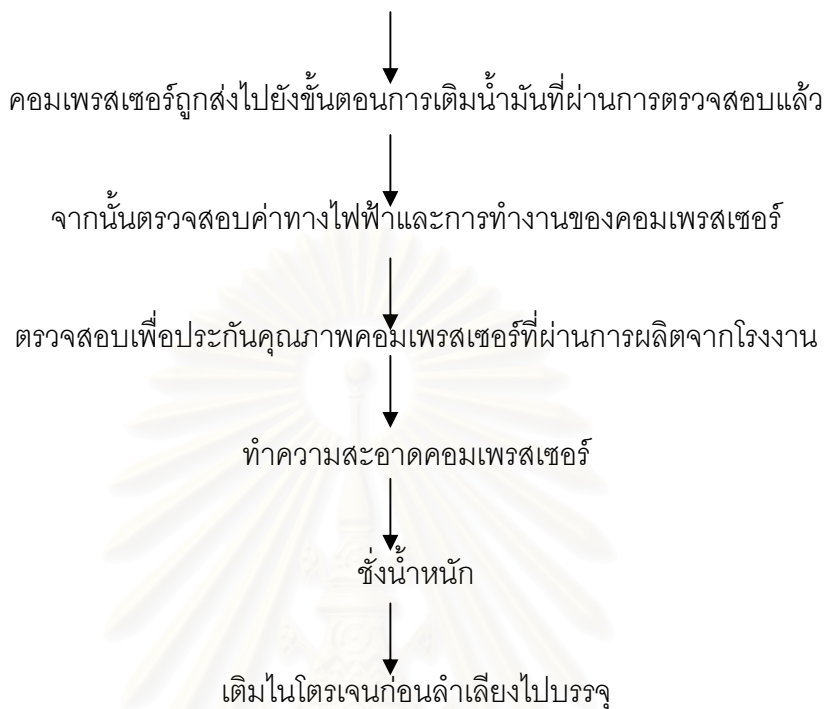 คอมเพรสเซอร์ถูกส่งไปยังขั้นตอนการเติมน้ำมันที่ผ่านการตรวจสอบแล้ว
จากนั้นตรวจสอบค่าทางไฟฟ้าและการทำงานของคอมเพรสเซอร์
ตรวจสอบเพื่อประกันคุณภาพคอมเพรสเซอร์ที่ผ่านการผลิตจากโรงงาน
ทำความสะอาดคอมเพรสเซอร์
ชั่งน้ำหนัก
เติมไนโตรเจนก่อนลำเลียงไปบรรจุ